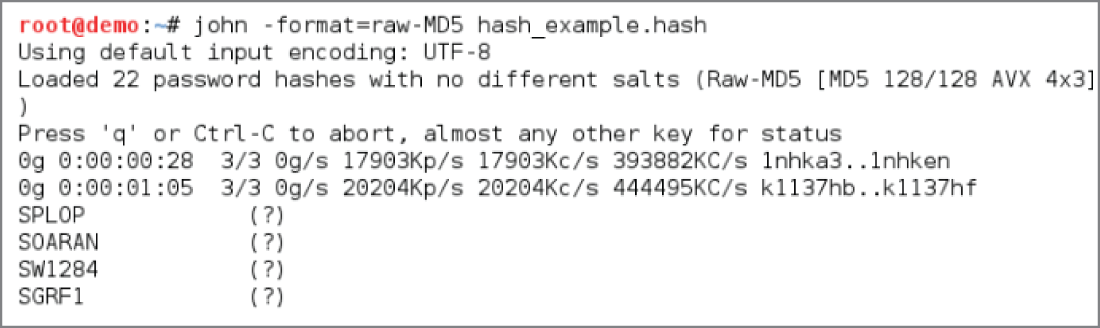 root@demo:~# john -format=raw-MD5 hash_example.hash
Using default input encoding: UTF-8
Loaded 22 password hashes with no different salts (Raw-MD5 [MD5 128/128 AVX 4x3]
)
Press 'q' or Ctrl-C to abort, almost any other key for status
0g 0:00:00:28  3/3 0g/s 17903Kp/s 17903Kc/s 393882KC/s 1nhka3..1nhken
0g 0:00:01:05  3/3 0g/s 20204Kp/s 20204Kc/s 444495KC/s k1137hb..k1137hf
SPLOP            (?)
SOARAN           (?)
SW1284           (?)
SGRF1            (?)